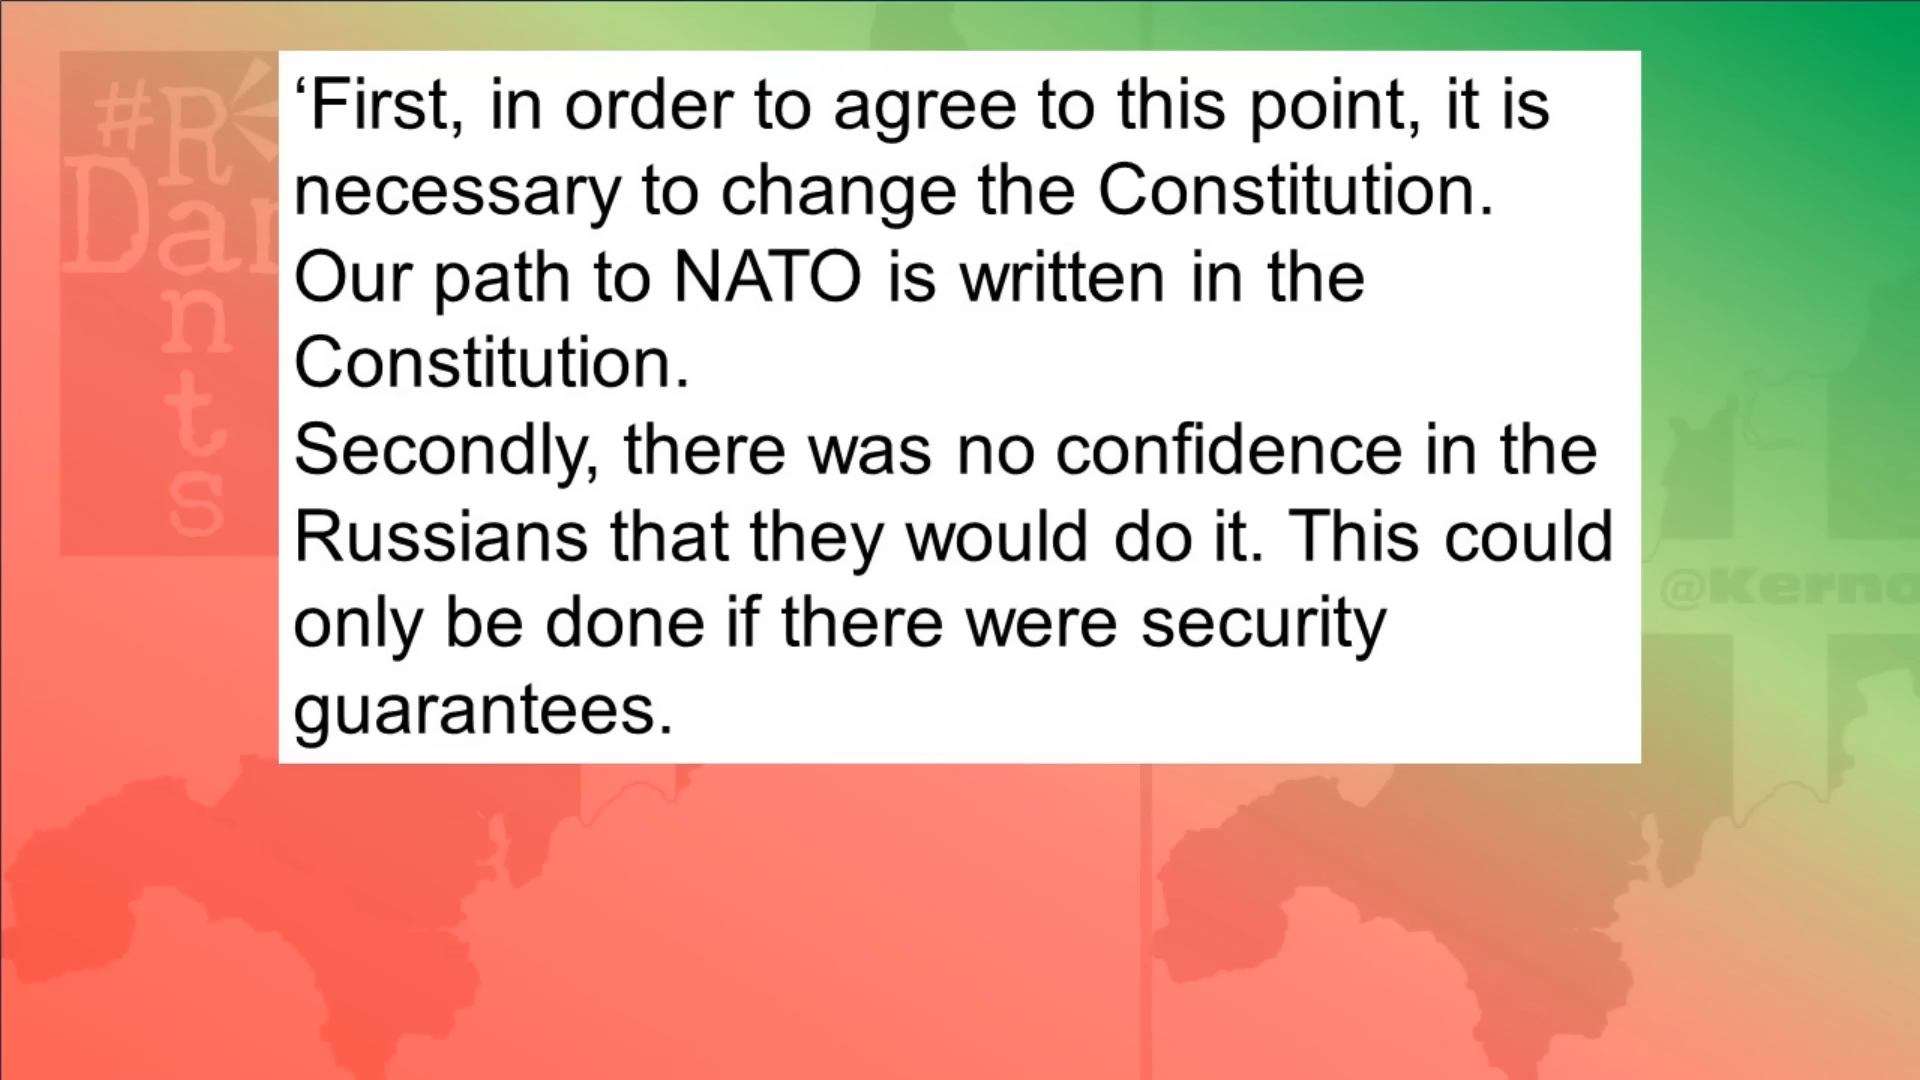 #R
Dan
n
t
s
‘First, in order to agree to this point, it is
necessary to change the Constitution.
Our path to NATO is written in the
Constitution.
Secondly, there was no confidence in the
Russians that they would do it. This could
only be done if there were security
guarantees.